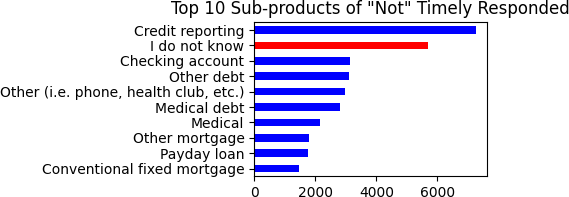 Top 10 Sub-products of "Not" Timely Responded
Credit reporting
I do not know
Checking account
Other debt
Other (i.e. phone, health club, etc.)
Medical debt
Medical
Other mortgage
Payday loan
Conventional fixed mortgage
0 2000 4000 6000